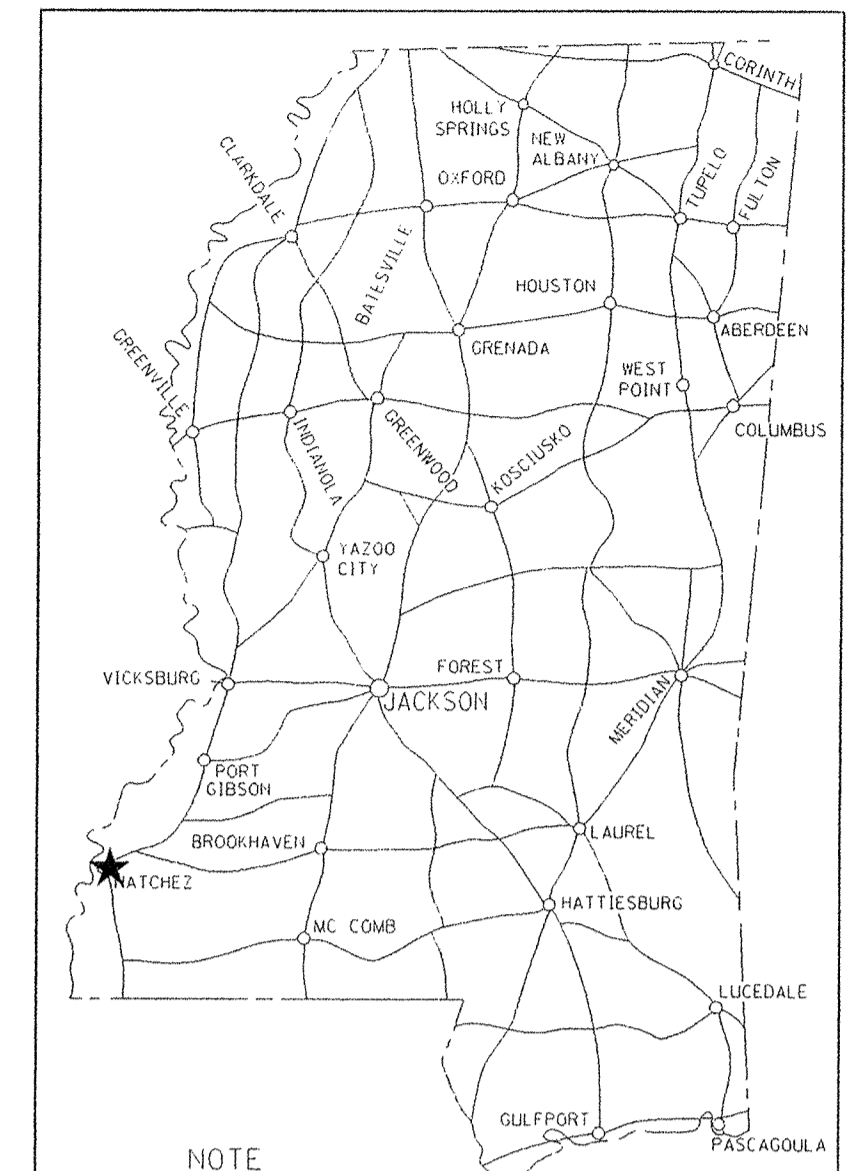 CORINTH
HOLLY
SPRINGS
NEW
ALBANY
CLARKDALE
OXFORD
TUPELO
FULTON
BATESVILLE
HOUSTON
ABERDEEN
GREENVILLE
GRENADA
WEST
POINT
COLUMBUS
INDIANOLA
GREENWOOD
KOSCIUSKO
YAZOO
CITY
VICKSBURG
FOREST
JACKSON
MERIDIAN
PORT
GIBSON
BROOKHAVEN
LAUREL
NATCHEZ
HATTIESBURG
MC COMB
LUCEDALE
GULFPORT
PASCAGOULA
NOTE